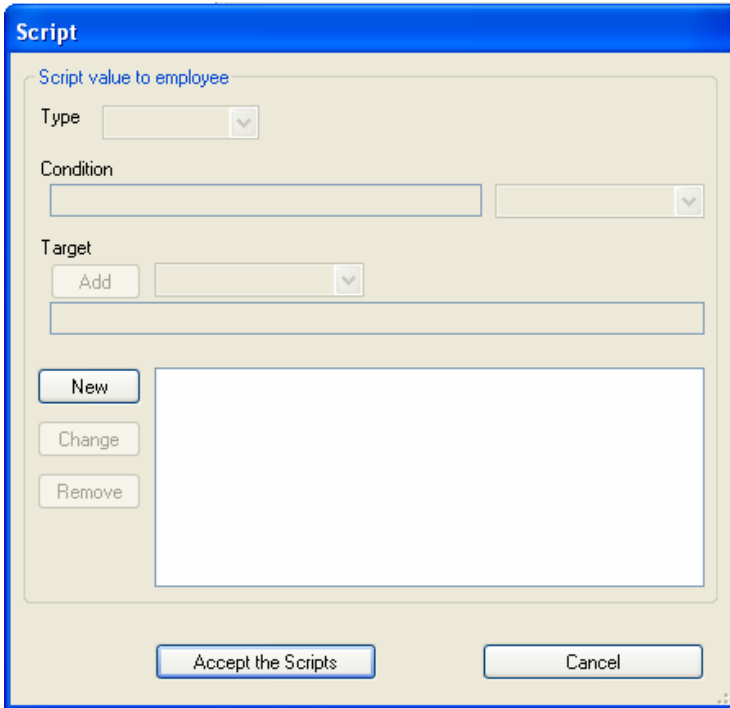 Script
Script value to employee
Type
Condition
Target
Add
New
Change
Remove
Accept the Scripts
Cancel